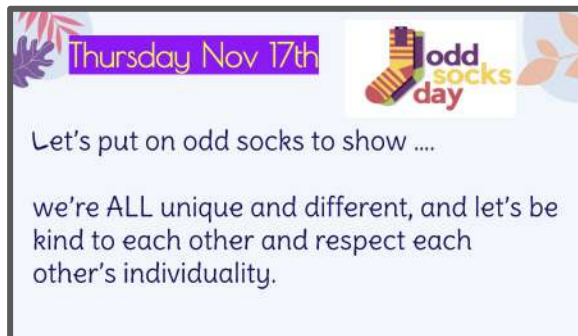 Thursday Nov 17th
odd
socks
day
Let's put on odd socks to show ....
we're ALL unique and different, and let's be
kind to each other and respect each
other's individuality.